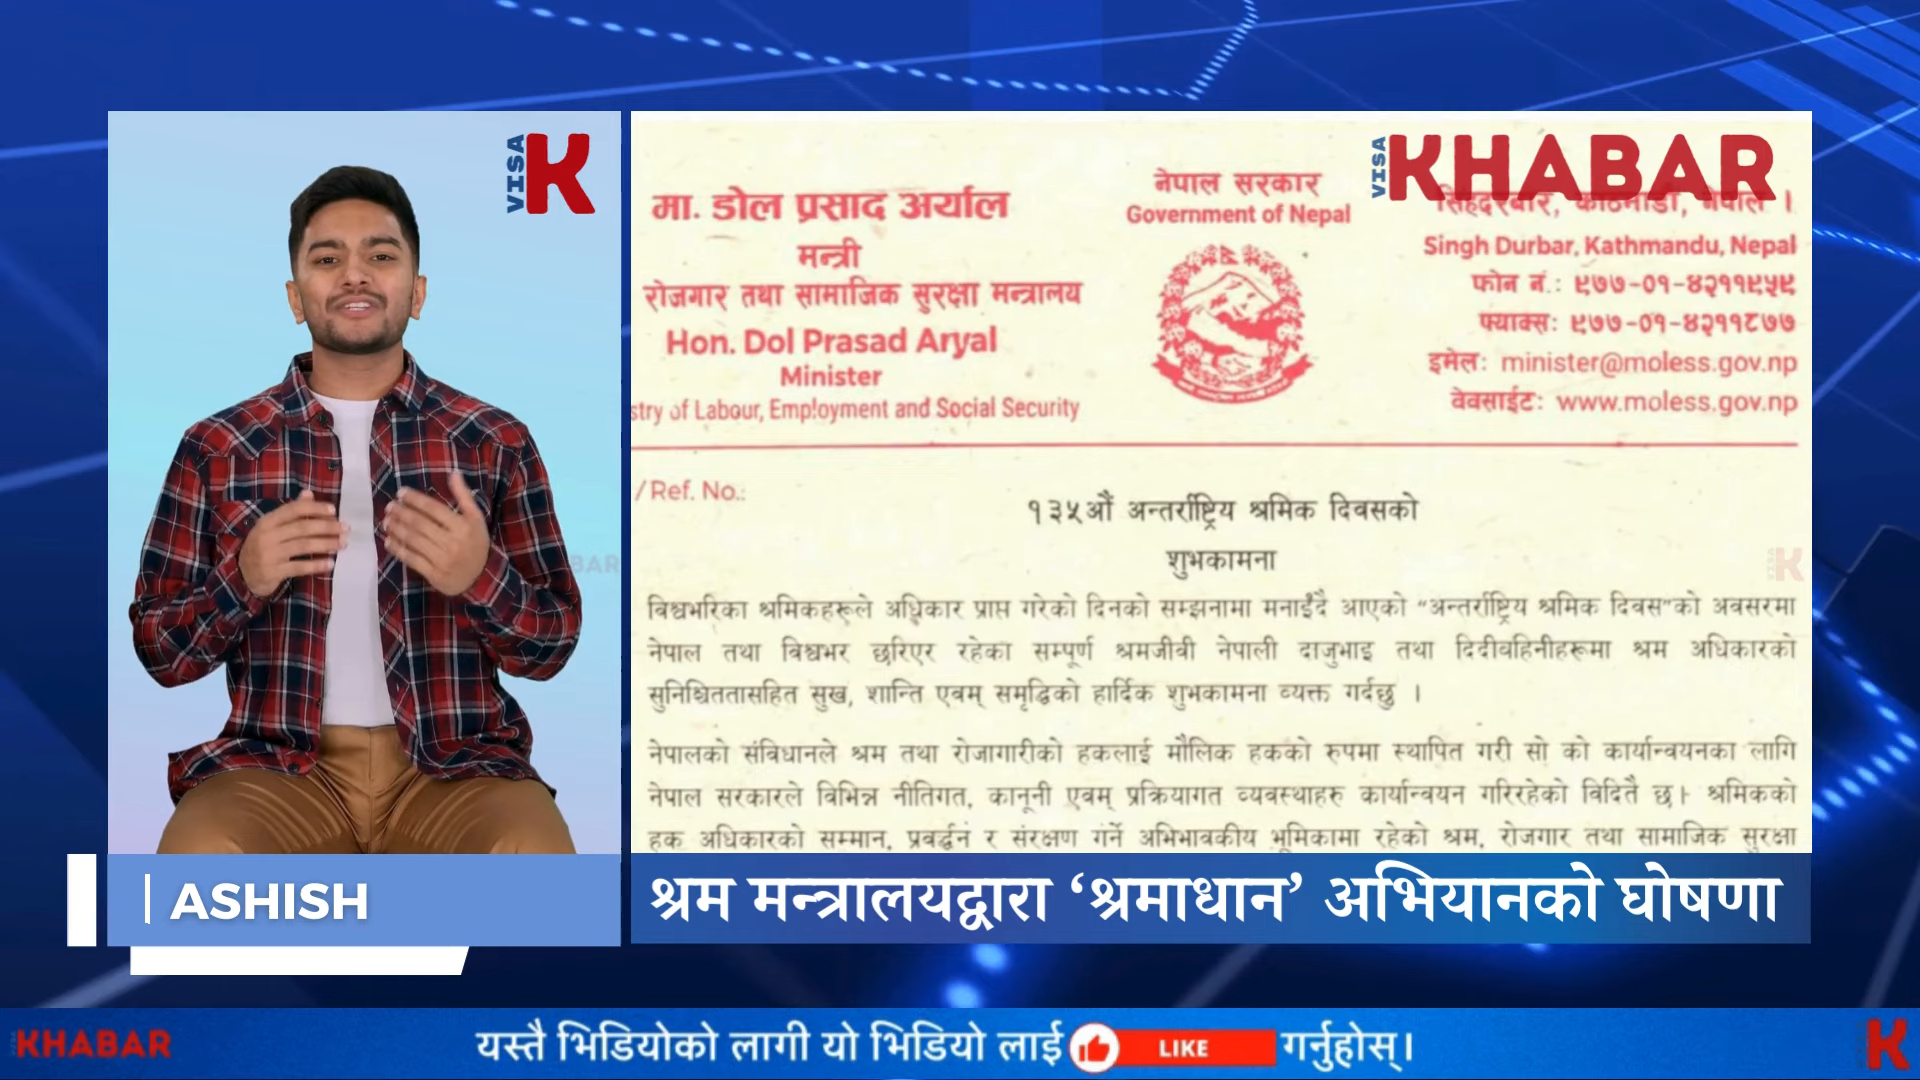 VISA K
VISA KHABAR
मा. डोल प्रसाद अर्याल
मन्त्री
रोजगार तथा सामाजिक सुरक्षा मन्त्रालय
Hon. Dol Prasad Aryal
Minister
stry of Labour, Employment and Social Security
नेपाल सरकार
Government of Nepal
सिंहदरबार, काठमाडौं, नेपाल ।
Singh Durbar, Kathmandu, Nepal
फोन नं.: ९७७-०१-४२११९५९
फ्याक्स: ९७७-०१-४२११८७७
इमेल: minister@moless.gov.np
वेवसाईट: www.moless.gov.np
/Ref. No.:
१३५औं अन्तर्राष्ट्रिय श्रमिक दिवसको
शुभकामना
विश्वभरिका श्रमिकहरूले अधिकार प्राप्त गरेको दिनको सम्झनामा मनाईदै आएको "अन्तर्राष्ट्रिय श्रमिक दिवस"को अवसरमा
नेपाल तथा विश्वभर छरिएर रहेका सम्पूर्ण श्रमजीवी नेपाली दाजुभाइ तथा दिदीवहिनीहरूमा श्रम अधिकारको
सुनिश्चिततासहित सुख, शान्ति एवम् समृद्धिको हार्दिक शुभकामना व्यक्त गर्दछु ।
नेपालको संविधानले श्रम तथा रोजागारीको हकलाई मौलिक हकको रुपमा स्थापित गरी सो को कार्यान्वयनका लागि
नेपाल सरकारले विभिन्न नीतिगत, कानूनी एवम् प्रक्रियागत व्यवस्थाहरु कार्यान्वयन गरिरहेको विदितै छ। श्रमिकको
हक अधिकारको सम्मान, प्रवर्द्धन र संरक्षण गर्ने अभिभावकीय भूमिकामा रहेको श्रम, रोजगार तथा सामाजिक सुरक्षा
ASHISH
श्रम मन्त्रालयद्वारा ‘श्रमाधान’ अभियानको घोषणा
KHABAR
यस्तै भिडियोको लागी यो भिडियो लाई LIKE गर्नुहोस्।
K